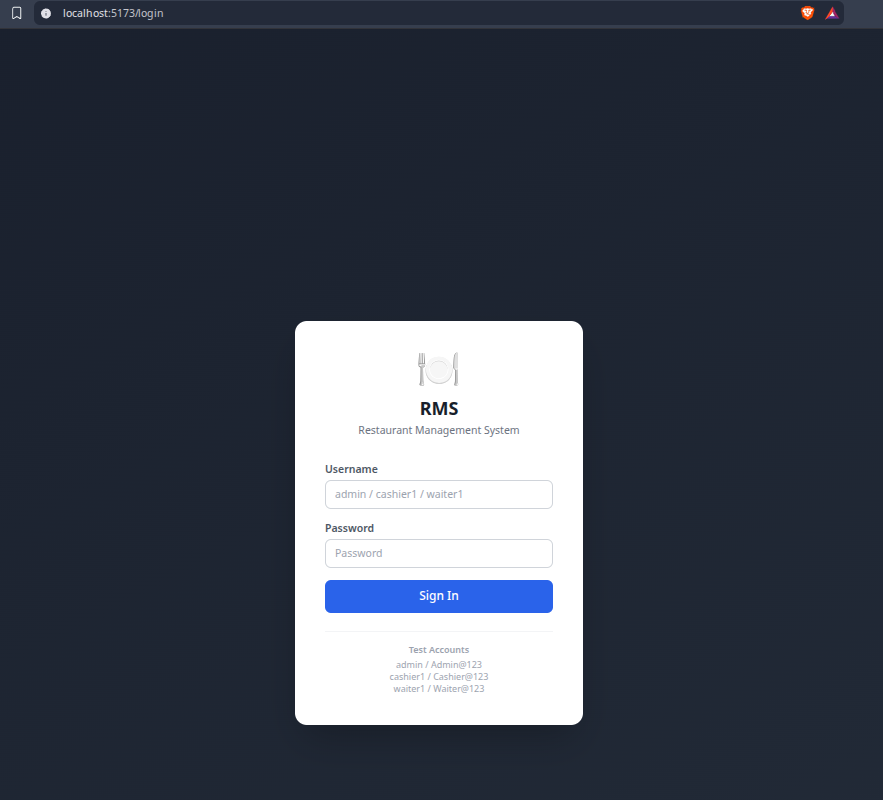 localhost:5173/login
RMS
Restaurant Management System
Username
admin / cashier1 / waiter1
Password
Password
Sign In
Test Accounts
admin / Admin@123
cashier1 / Cashier@123
waiter1 / Waiter@123